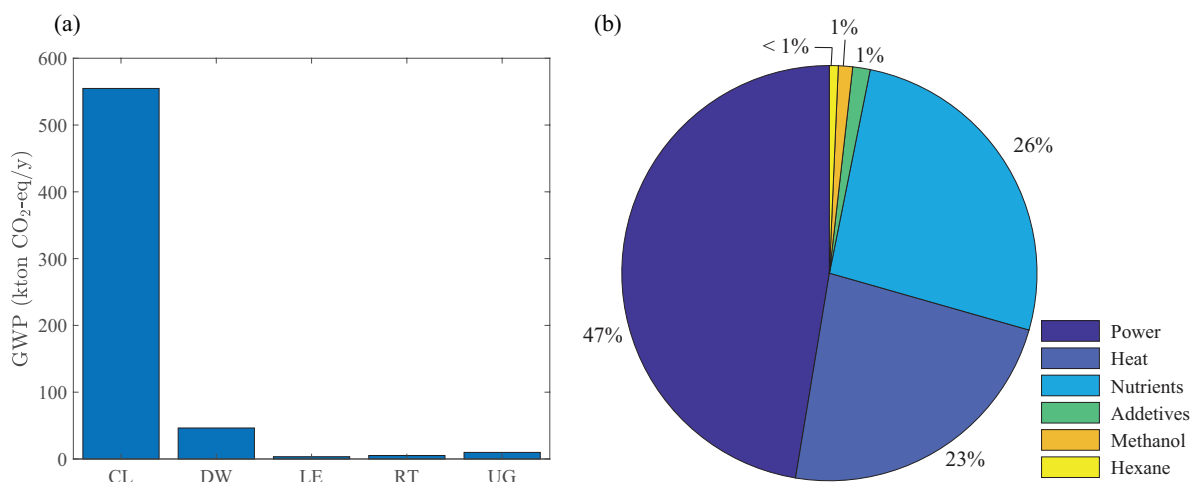 (a)
600
500
400
300
200
100
0
GWP (kton CO₂-eq/y)
CL DW LE RT UG
(b)
< 1%
1%
1%
26%
47%
23%
Power
Heat
Nutrients
Addetives
Methanol
Hexane